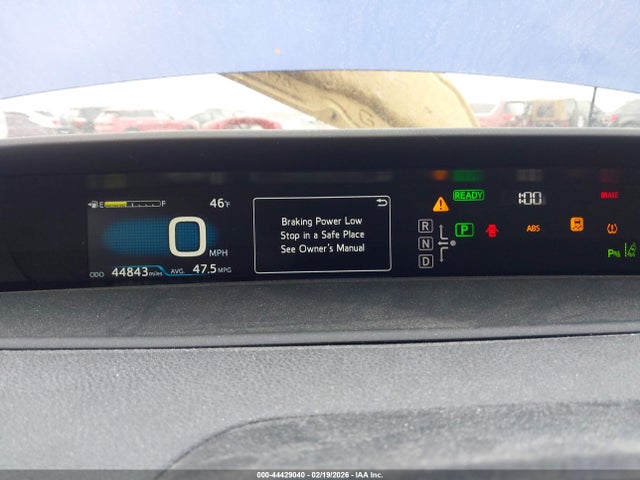 E F 46°F
0 MPH
ODO 44843 miles AVG. 47.5 MPG
Braking Power Low
Stop in a Safe Place
See Owner's Manual
READY 1:00 BRAKE
R
N
D
P
ABS
P
000-44429040 - 02/19/2026 - IAA Inc.